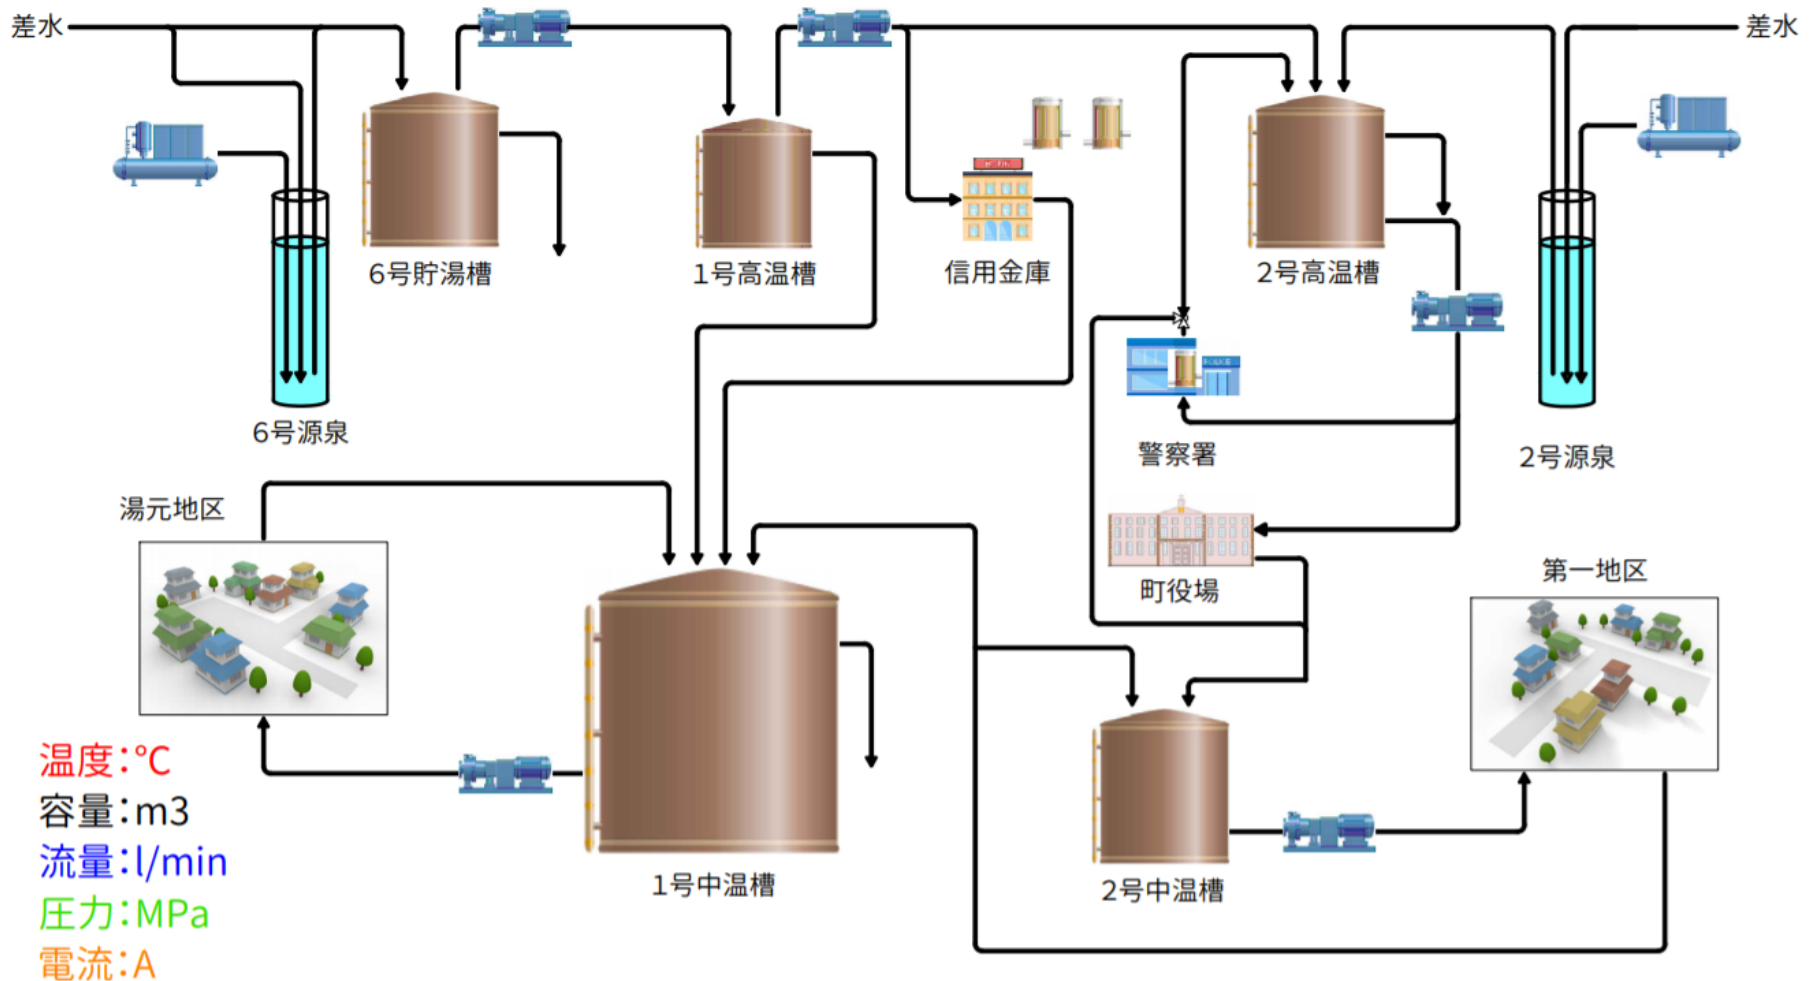 差水
差水
6号貯湯槽
1号高温槽
信用金庫
2号高温槽
6号源泉
警察署
2号源泉
湯元地区
町役場
第一地区
温度：℃
容量：m3
流量：l/min
圧力：MPa
電流：A
1号中温槽
2号中温槽